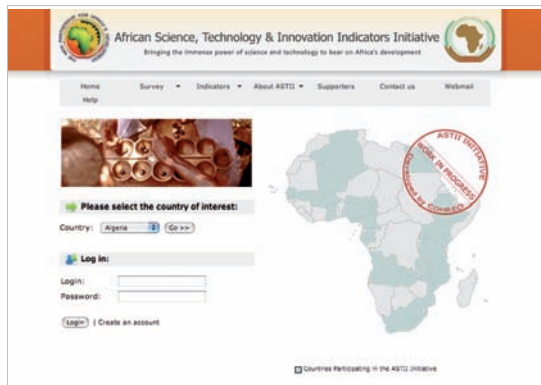 African Science, Technology & Innovation Indicators Initiative
Bringing the immense power of science and technology to bear on Africa's development
Home Survey Indicators About ASTII Supporters Contact us Webmail
Help
ASTII INITIATIVE
WORK IN PROGRESS
Please select the country of interest:
Country: Algeria Go >>
Log in:
Login:
Password:
Login | Create an account
Countries Participating in the ASTII Initiative